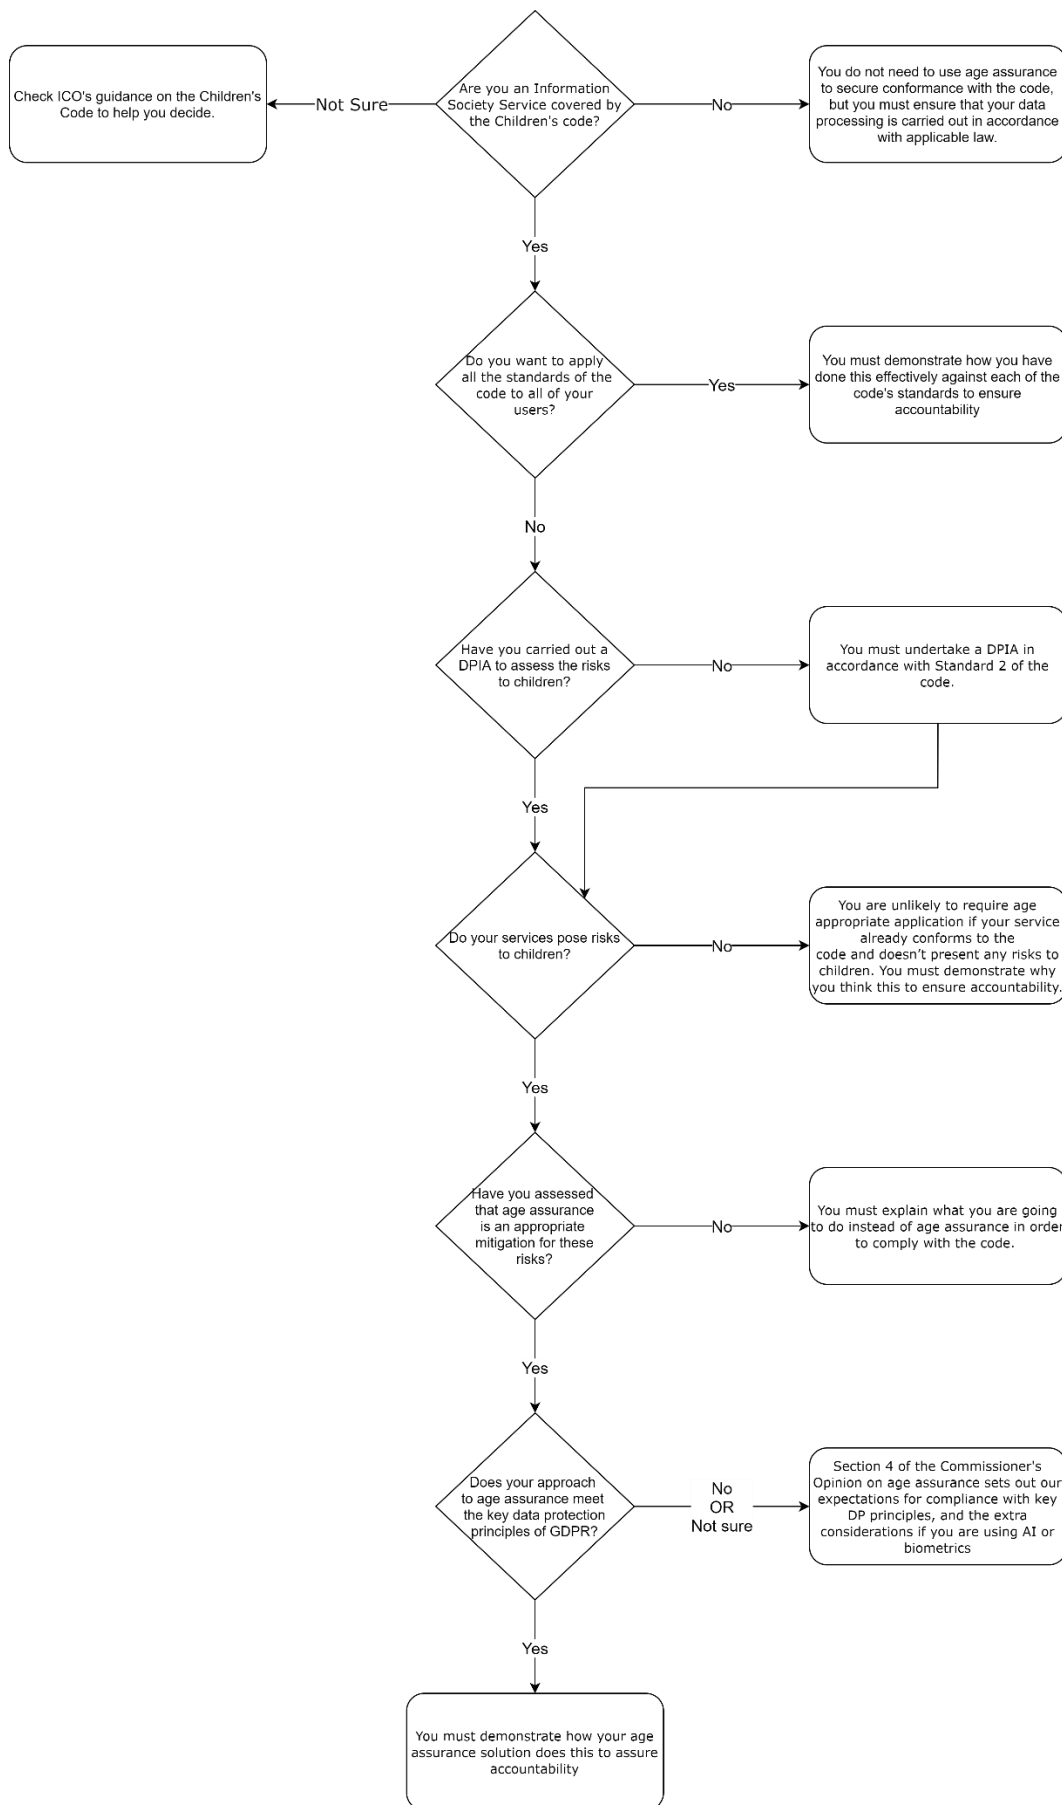 Are you an Information
Society Service covered by
the Children's code?
Not Sure
Check ICO's guidance on the Children's
Code to help you decide.
No
You do not need to use age assurance
to secure conformance with the code,
but you must ensure that your data
processing is carried out in accordance
with applicable law.
Yes
Do you want to apply
all the standards of the
code to all of your
users?
Yes
You must demonstrate how you have
done this effectively against each of the
code's standards to ensure
accountability
No
Have you carried out a
DPIA to assess the risks
to children?
No
You must undertake a DPIA in
accordance with Standard 2 of the
code.
Yes
Do your services pose risks
to children?
No
You are unlikely to require age
appropriate application if your service
already conforms to the
code and doesn’t present any risks to
children. You must demonstrate why
you think this to ensure accountability.
Yes
Have you assessed
that age assurance
is an appropriate
mitigation for these
risks?
No
You must explain what you are going
to do instead of age assurance in order
to comply with the code.
Yes
Does your approach
to age assurance meet
the key data protection
principles of GDPR?
No
OR
Not sure
Section 4 of the Commissioner's
Opinion on age assurance sets out our
expectations for compliance with key
DP principles, and the extra
considerations if you are using AI or
biometrics
Yes
You must demonstrate how your age
assurance solution does this to assure
accountability